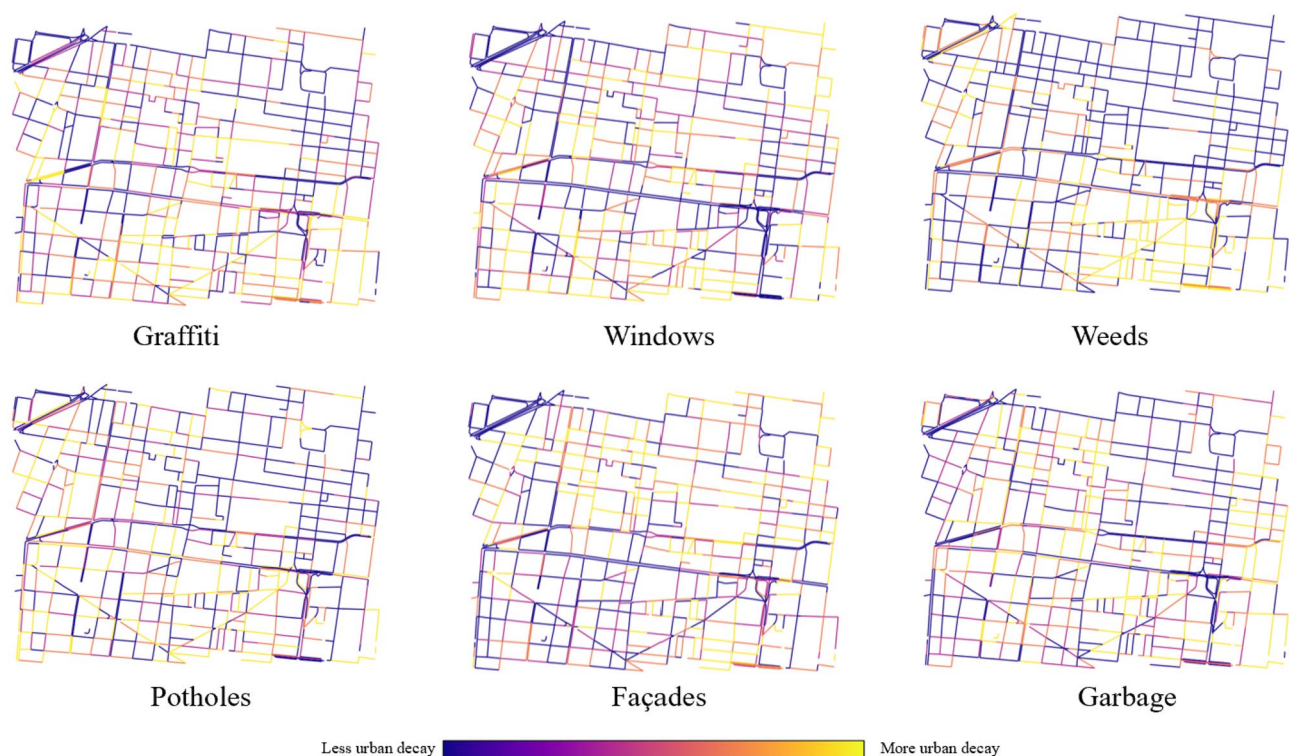 Graffiti
Windows
Weeds
Potholes
Façades
Garbage
Less urban decay
More urban decay